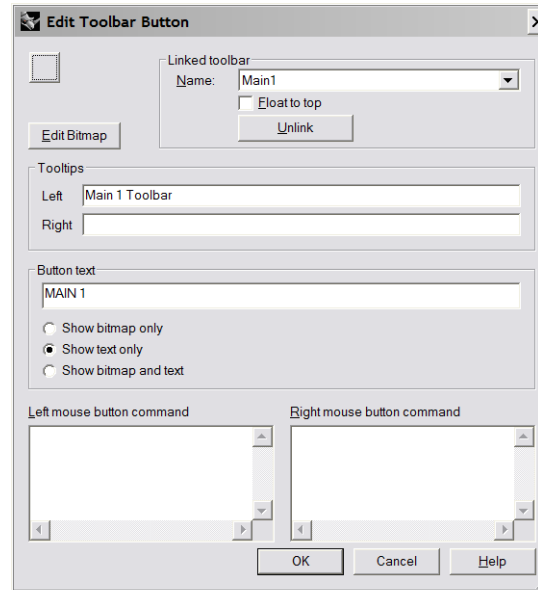 Edit Toolbar Button
Linked toolbar
Name: Main1
Float to top
Edit Bitmap
Unlink
Tooltips
Left Main 1 Toolbar
Right
Button text
MAIN 1
Show bitmap only
Show text only
Show bitmap and text
Left mouse button command Right mouse button command
OK Cancel Help